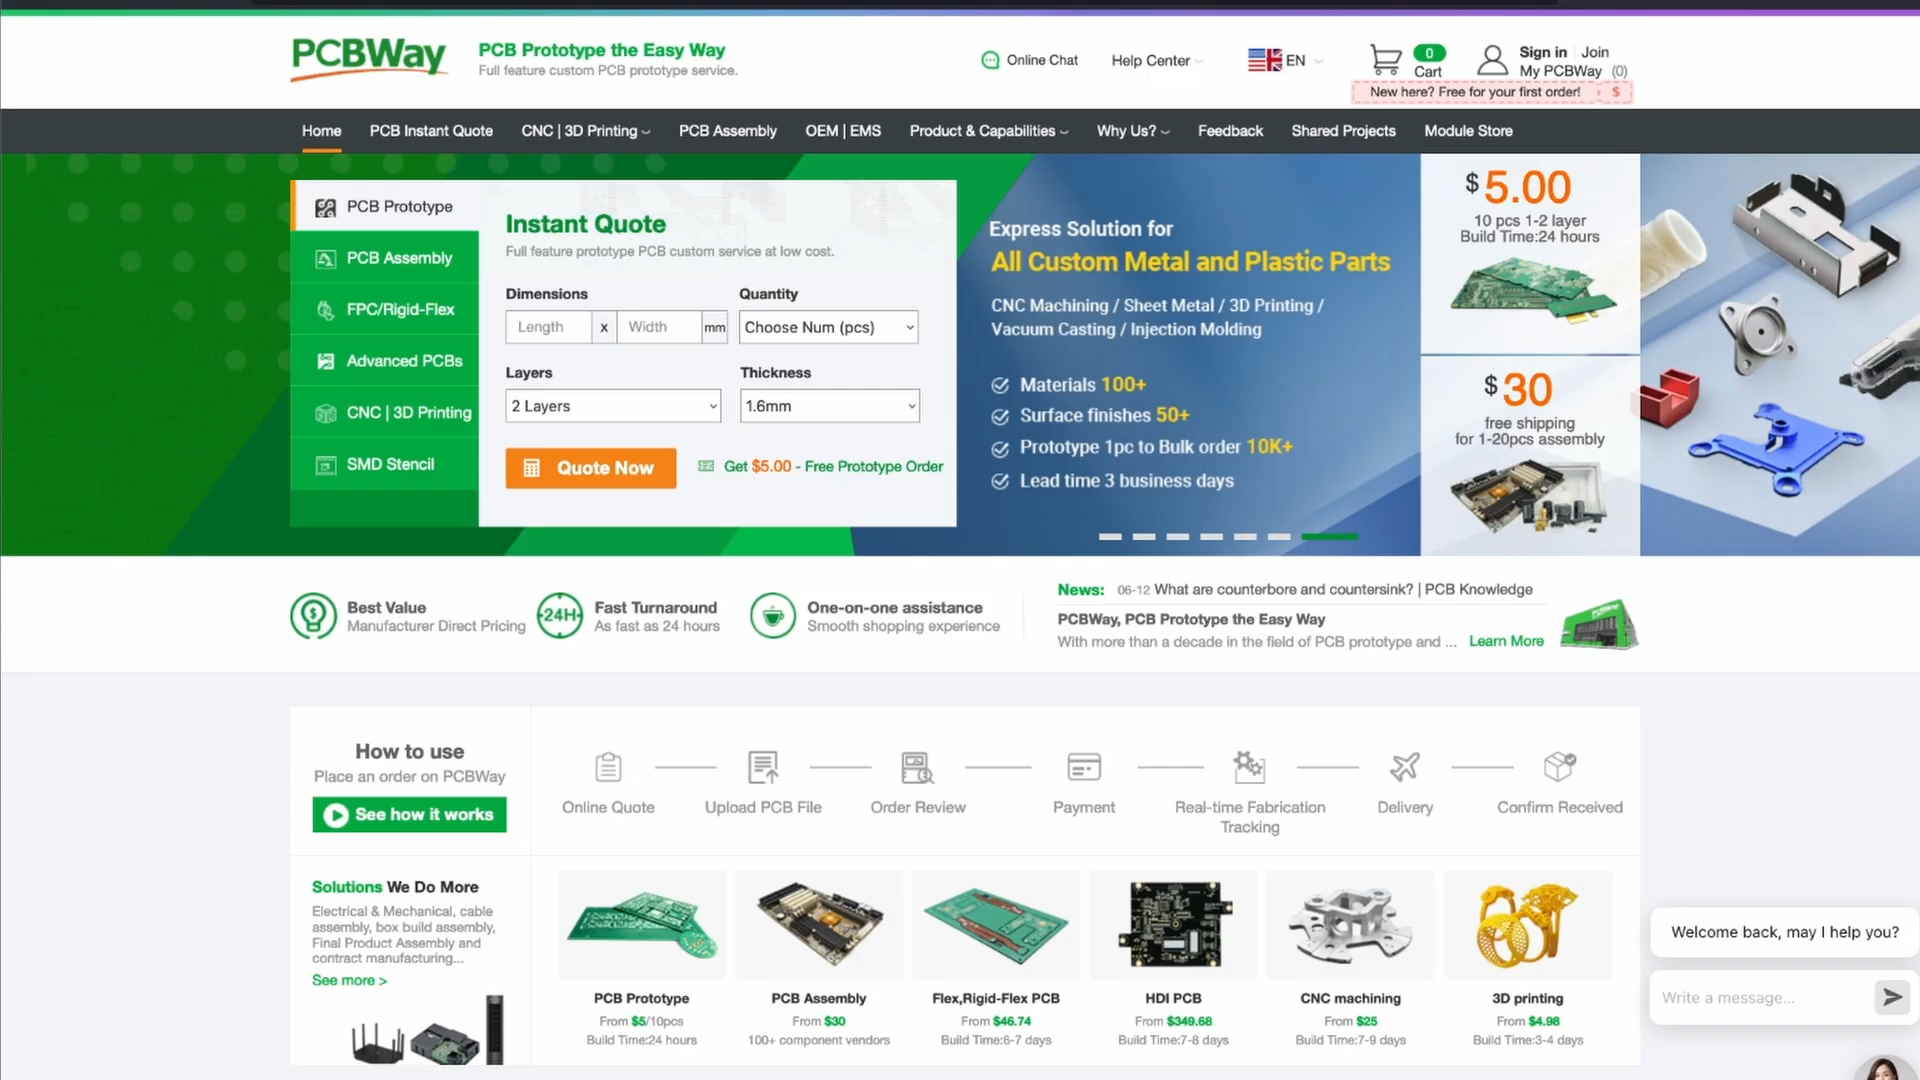 PCBWay
PCB Prototype the Easy Way
Full feature custom PCB prototype service.
Online Chat
Help Center
EN
0
Cart
Sign in
Join
My PCBWay (0)
New here? Free for your first order!
$
Home
PCB Instant Quote
CNC | 3D Printing
PCB Assembly
OEM | EMS
Product & Capabilities
Why Us?
Feedback
Shared Projects
Module Store
PCB Prototype
PCB Assembly
FPC/Rigid-Flex
Advanced PCBs
CNC | 3D Printing
SMD Stencil
Instant Quote
Full feature prototype PCB custom service at low cost.
Dimensions
Quantity
Length
x
Width
mm
Choose Num (pcs)
Layers
Thickness
2 Layers
1.6mm
Quote Now
Get $5.00 - Free Prototype Order
Express Solution for
All Custom Metal and Plastic Parts
CNC Machining / Sheet Metal / 3D Printing /
Vacuum Casting / Injection Molding
Materials 100+
Surface finishes 50+
Prototype 1pc to Bulk order 10K+
Lead time 3 business days
$5.00
10 pcs 1-2 layer
Build Time:24 hours
$30
free shipping
for 1-20pcs assembly
Best Value
Manufacturer Direct Pricing
24H
Fast Turnaround
As fast as 24 hours
One-on-one assistance
Smooth shopping experience
News: 06-12 What are counterbore and countersink? | PCB Knowledge
PCBWay, PCB Prototype the Easy Way
With more than a decade in the field of PCB prototype and ... Learn More
PCBWay
How to use
Place an order on PCBWay
See how it works
Online Quote
Upload PCB File
Order Review
Payment
Real-time Fabrication
Tracking
Delivery
Confirm Received
Solutions We Do More
Electrical & Mechanical, cable
assembly, box build assembly,
Final Product Assembly and
contract manufacturing...
See more >
PCB Prototype
From $5/10pcs
Build Time:24 hours
PCB Assembly
From $30
100+ component vendors
Flex,Rigid-Flex PCB
From $46.74
Build Time:6-7 days
HDI PCB
From $349.68
Build Time:7-8 days
CNC machining
From $25
Build Time:7-9 days
3D printing
From $4.98
Build Time:3-4 days
Welcome back, may I help you?
Write a message...